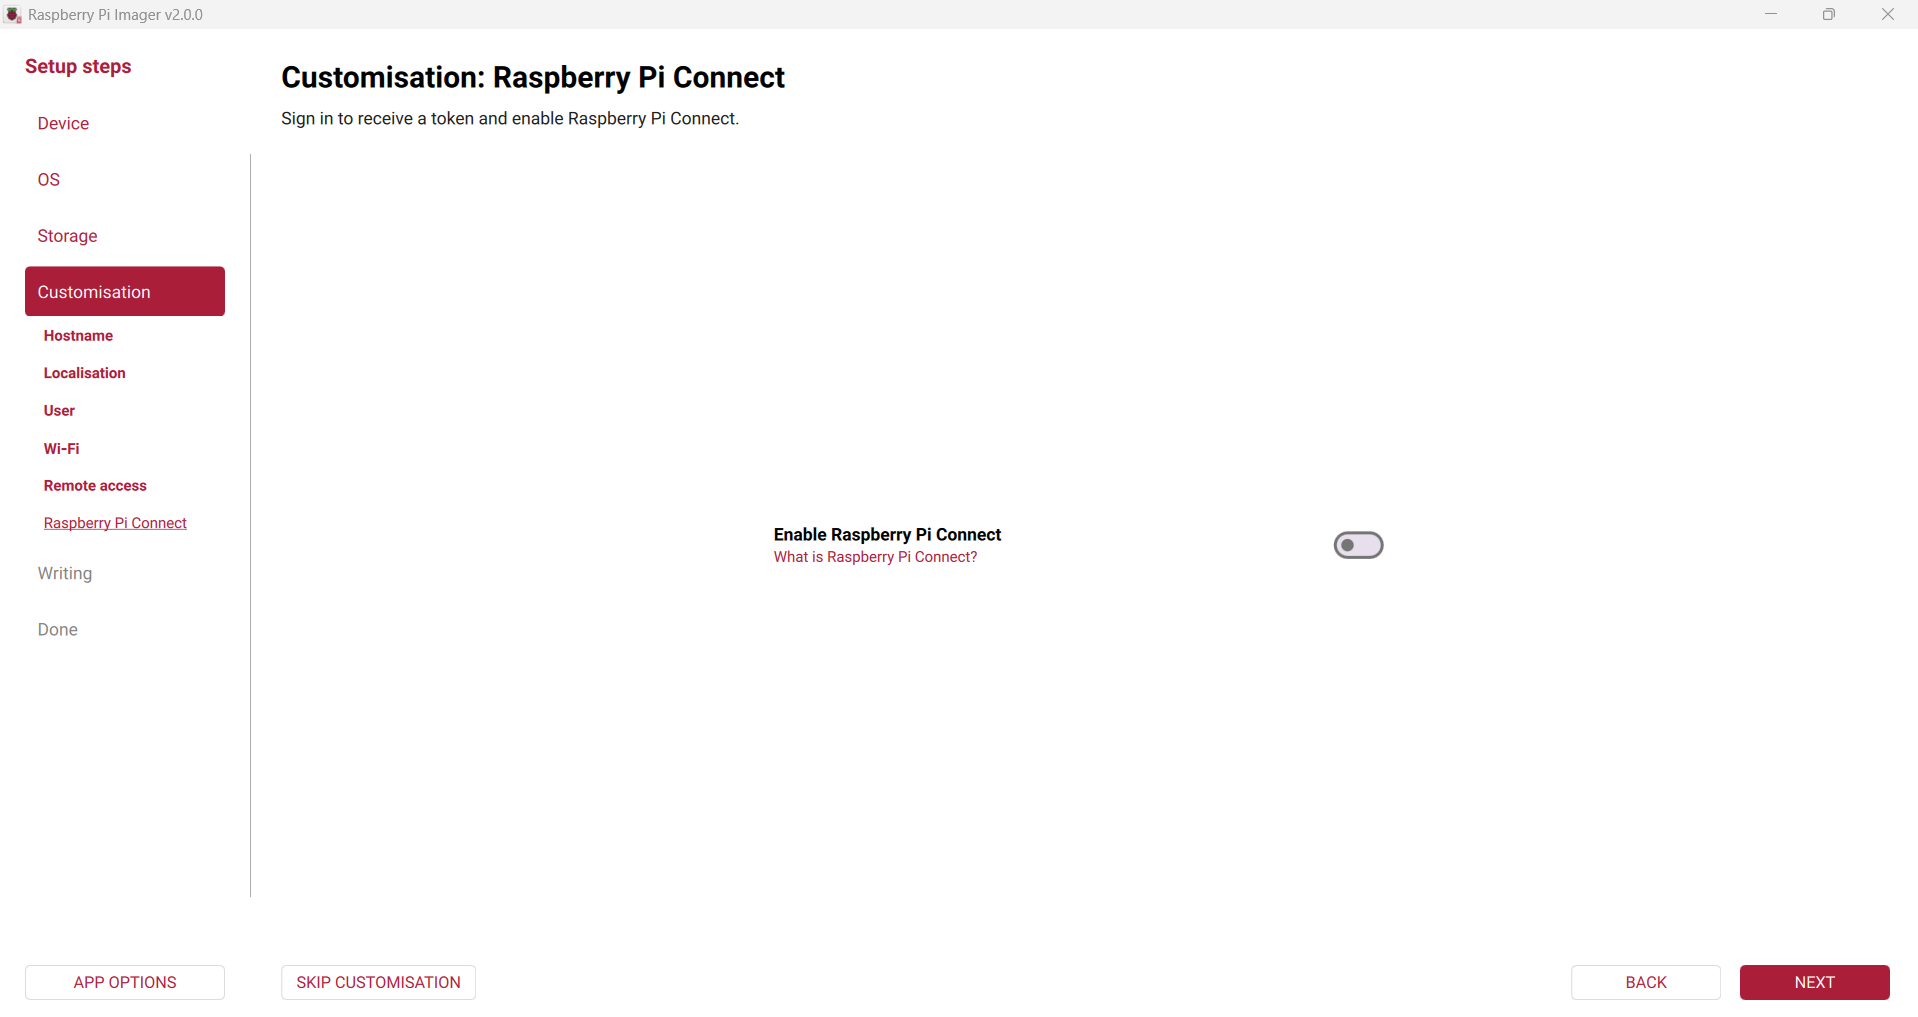 Raspberry Pi Imager v2.0.0
Setup steps
Device
OS
Storage
Customisation
Hostname
Localisation
User
Wi-Fi
Remote access
Raspberry Pi Connect
Writing
Done
Customisation: Raspberry Pi Connect
Sign in to receive a token and enable Raspberry Pi Connect.
Enable Raspberry Pi Connect
What is Raspberry Pi Connect?
APP OPTIONS
SKIP CUSTOMISATION
BACK
NEXT